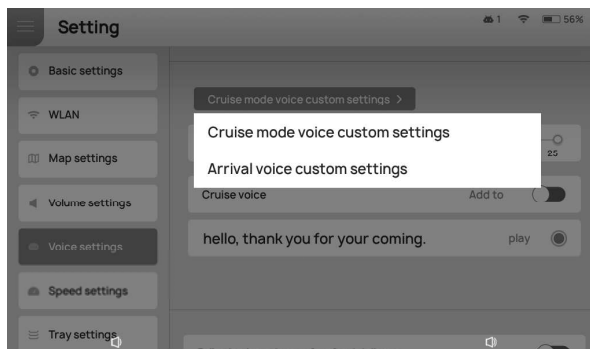 Setting
1
56%
Basic settings
WLAN
Map settings
Volume settings
Voice settings
Speed settings
Tray settings
Cruise mode voice custom settings >
Cruise mode voice custom settings
Arrival voice custom settings
25
Cruise voice Add to
hello, thank you for your coming. play